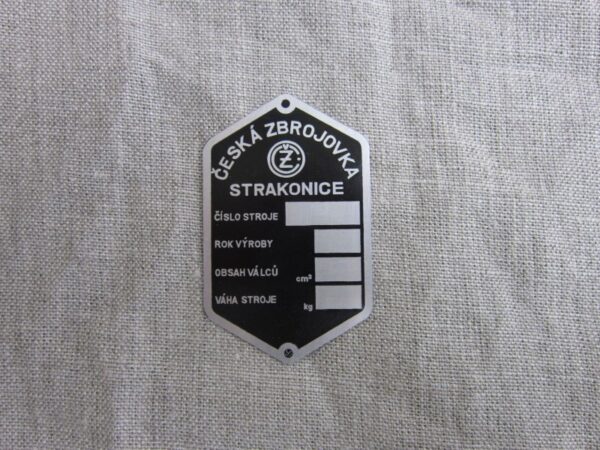 ČESKÁ ZBROJOVKA
ČZ
STRAKONICE
ČÍSLO STROJE
ROK VÝROBY
OBSAH VÁLCŮ cm³
VÁHA STROJE kg